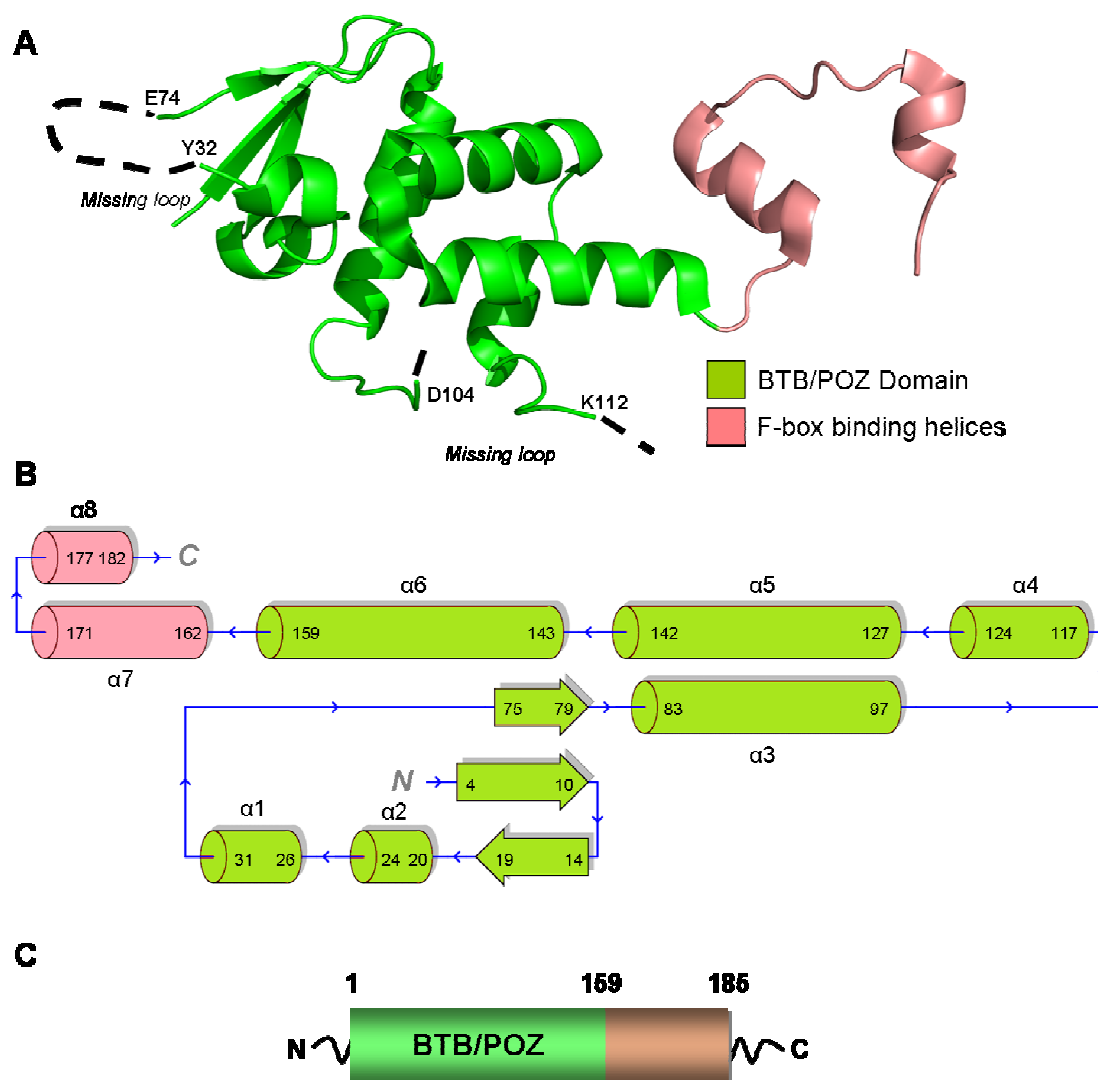 A
E74
Y32
Missing loop
D104
K112
Missing loop
BTB/POZ Domain
F-box binding helices
B
α8
177 182
C
α6
α5
α4
171 162
159 143
142 127
124 117
α7
75 79
83 97
α3
N
4 10
α1
α2
31 26
24 20
19 14
C
1 159 185
N
BTB/POZ
C